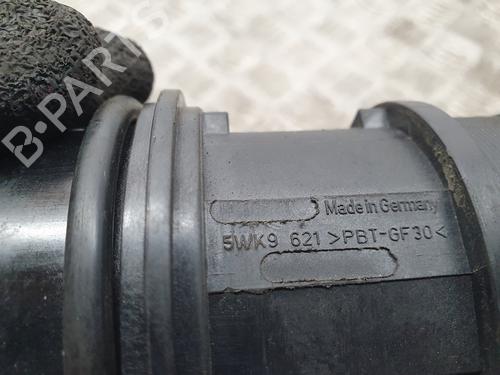 B-PARTS
Made in Germany
5WK9 621 >PBT-GF30<